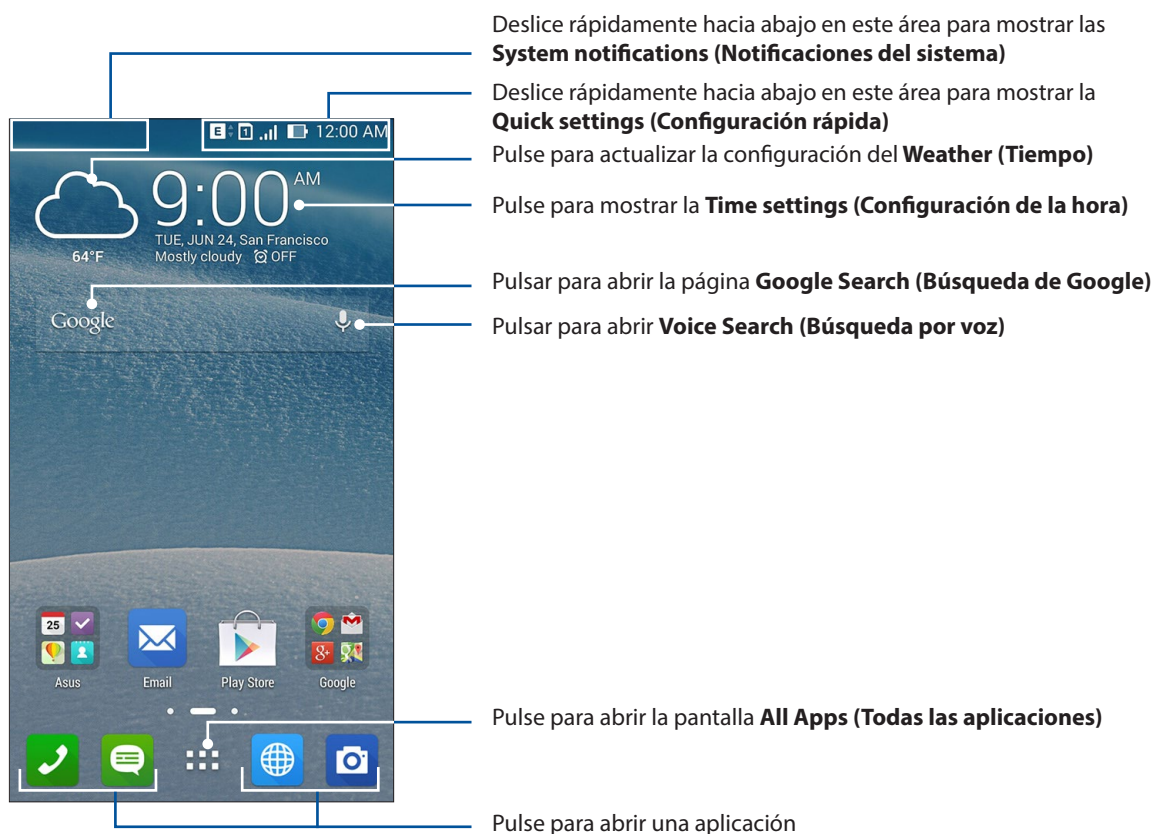 Deslice rápidamente hacia abajo en este área para mostrar las
System notifications (Notificaciones del sistema)
Deslice rápidamente hacia abajo en este área para mostrar la
Quick settings (Configuración rápida)
Pulse para actualizar la configuración del Weather (Tiempo)
Pulse para mostrar la Time settings (Configuración de la hora)
Pulsar para abrir la página Google Search (Búsqueda de Google)
Pulsar para abrir Voice Search (Búsqueda por voz)
Pulse para abrir la pantalla All Apps (Todas las aplicaciones)
Pulse para abrir una aplicación
E 1 12:00 AM
9:00 AM
TUE, JUN 24, San Francisco
64°F Mostly cloudy OFF
Google
25
8+
Asus Email Play Store Google